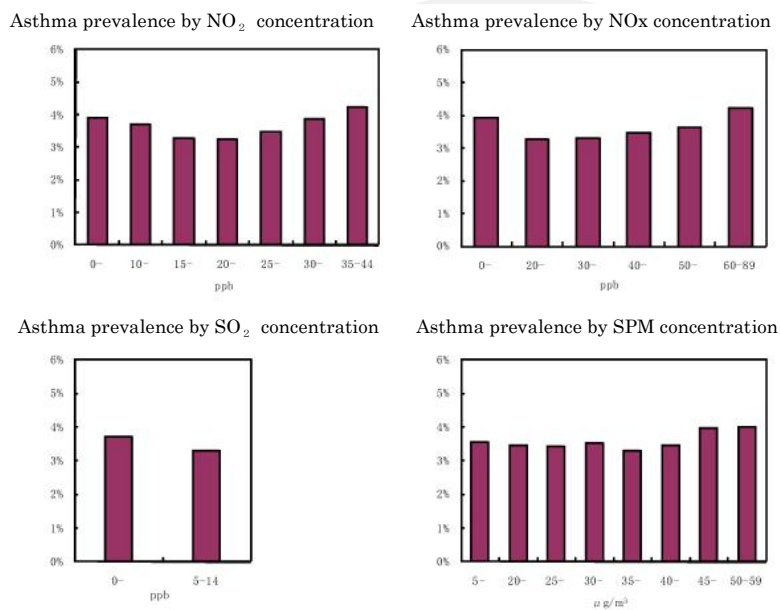 Asthma prevalence by NO₂ concentration
6%
5%
4%
3%
2%
1%
0%
0- 10- 15- 20- 25- 30- 35-44
ppb
Asthma prevalence by NOx concentration
6%
5%
4%
3%
2%
1%
0%
0- 20- 30- 40- 50- 60-89
ppb
Asthma prevalence by SO₂ concentration
6%
5%
4%
3%
2%
1%
0%
0- 5-14
ppb
Asthma prevalence by SPM concentration
6%
5%
4%
3%
2%
1%
0%
5- 20- 25- 30- 35- 40- 45- 50-59
μg/m³